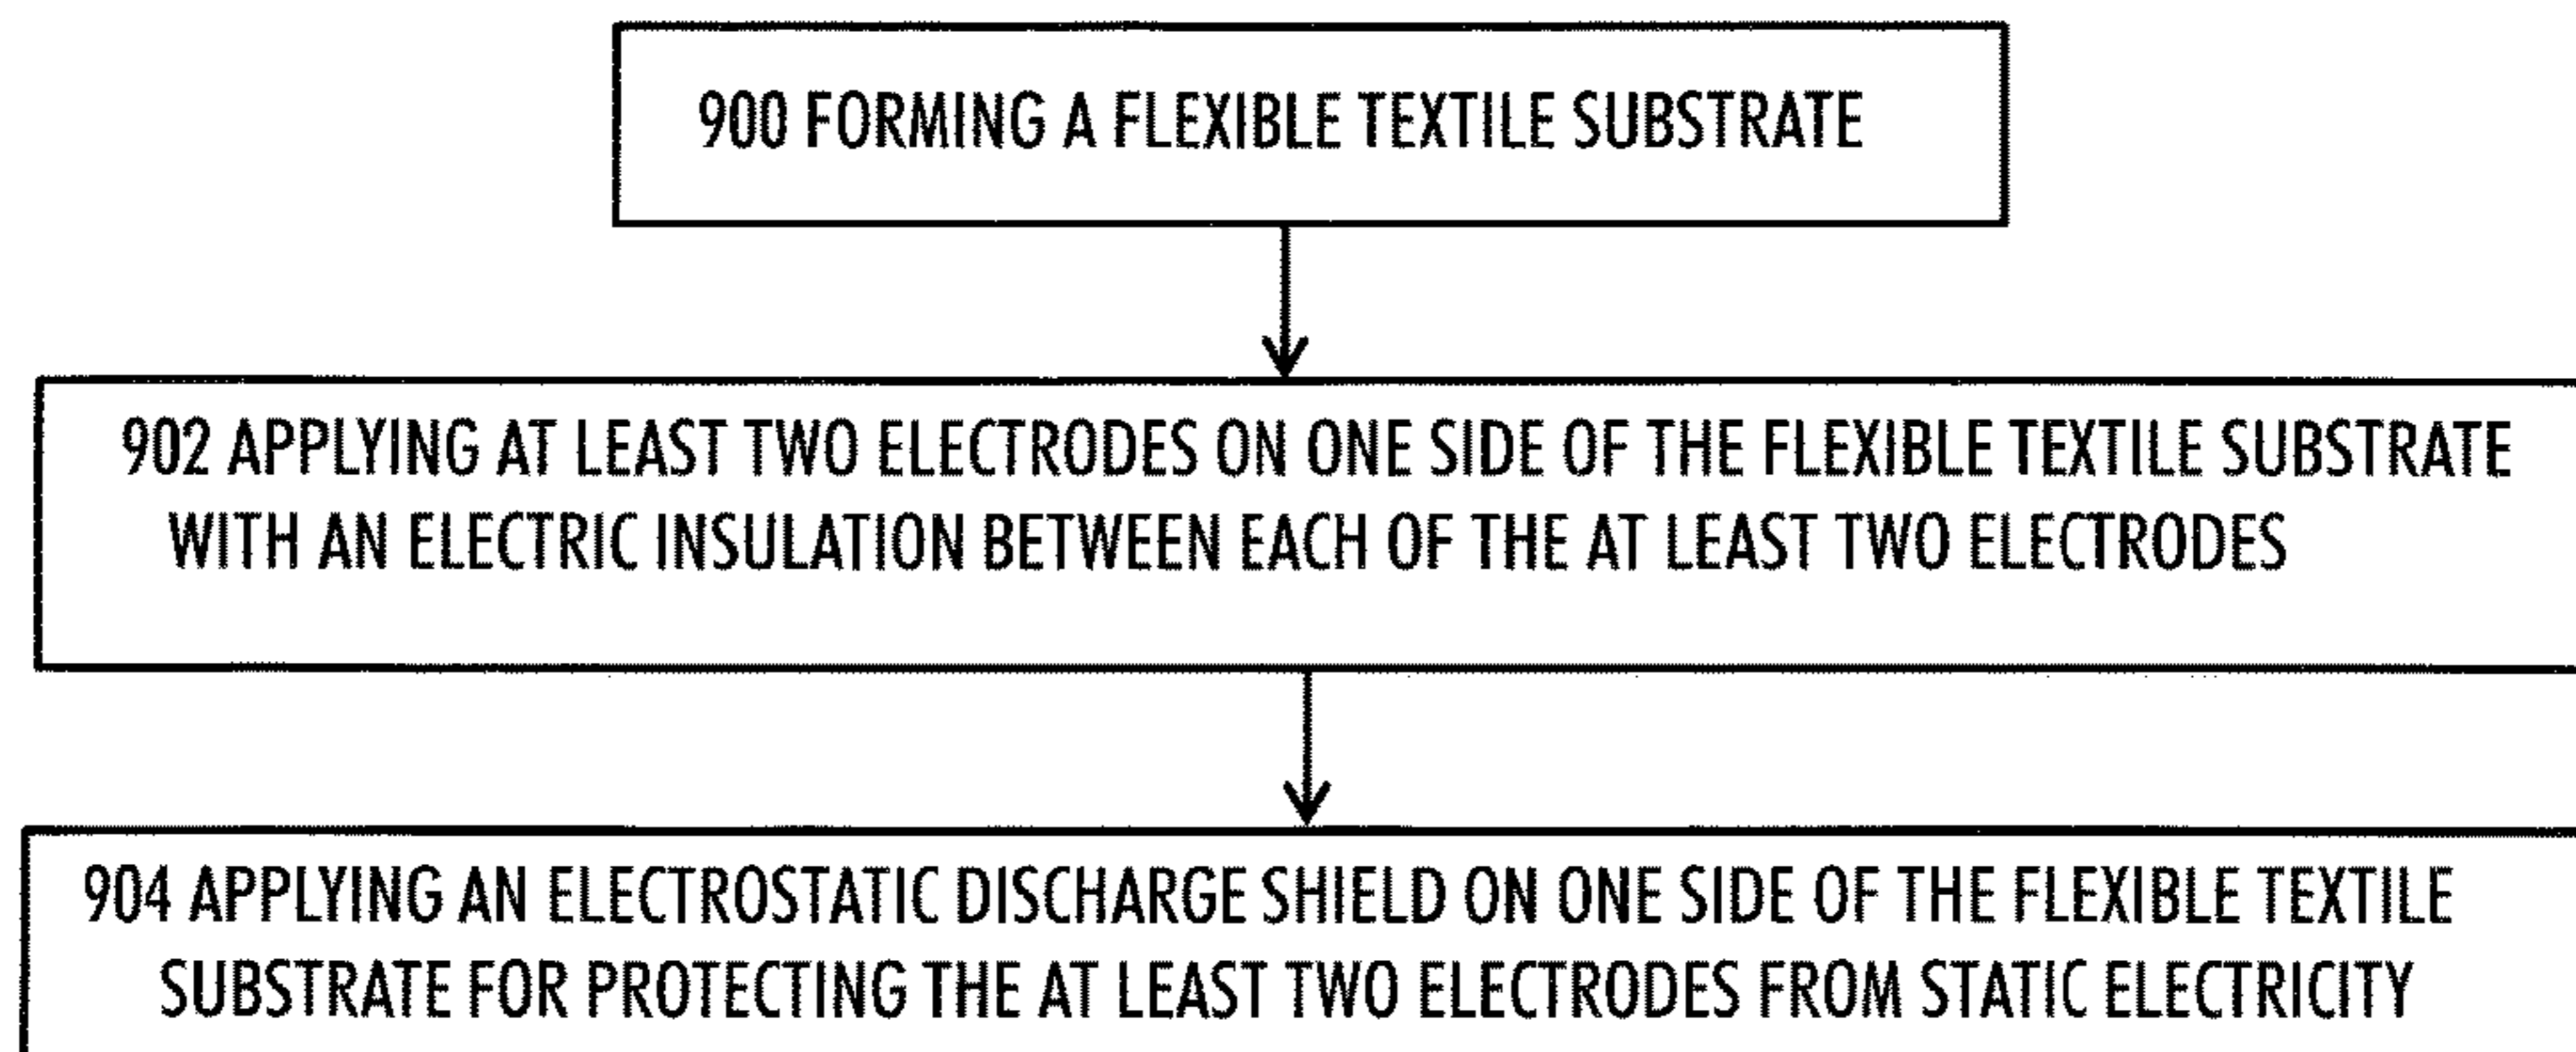 900 FORMING A FLEXIBLE TEXTILE SUBSTRATE
902 APPLYING AT LEAST TWO ELECTRODES ON ONE SIDE OF THE FLEXIBLE TEXTILE SUBSTRATE
WITH AN ELECTRIC INSULATION BETWEEN EACH OF THE AT LEAST TWO ELECTRODES
904 APPLYING AN ELECTROSTATIC DISCHARGE SHIELD ON ONE SIDE OF THE FLEXIBLE TEXTILE
SUBSTRATE FOR PROTECTING THE AT LEAST TWO ELECTRODES FROM STATIC ELECTRICITY